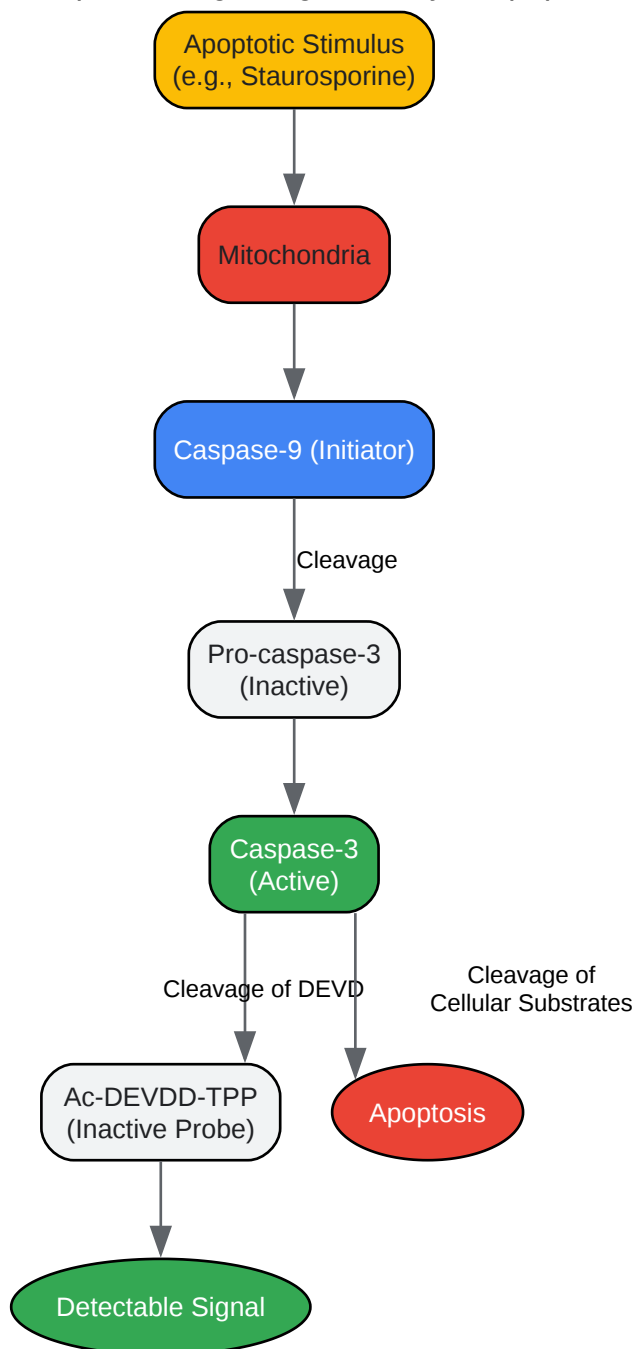 Apoptotic Stimulus
(e.g., Staurosporine)
Mitochondria
Caspase-9 (Initiator)
Cleavage
Pro-caspase-3
(Inactive)
Caspase-3
(Active)
Cleavage of DEVD
Cleavage of
Cellular Substrates
Ac-DEVDD-TPP
(Inactive Probe)
Apoptosis
Detectable Signal